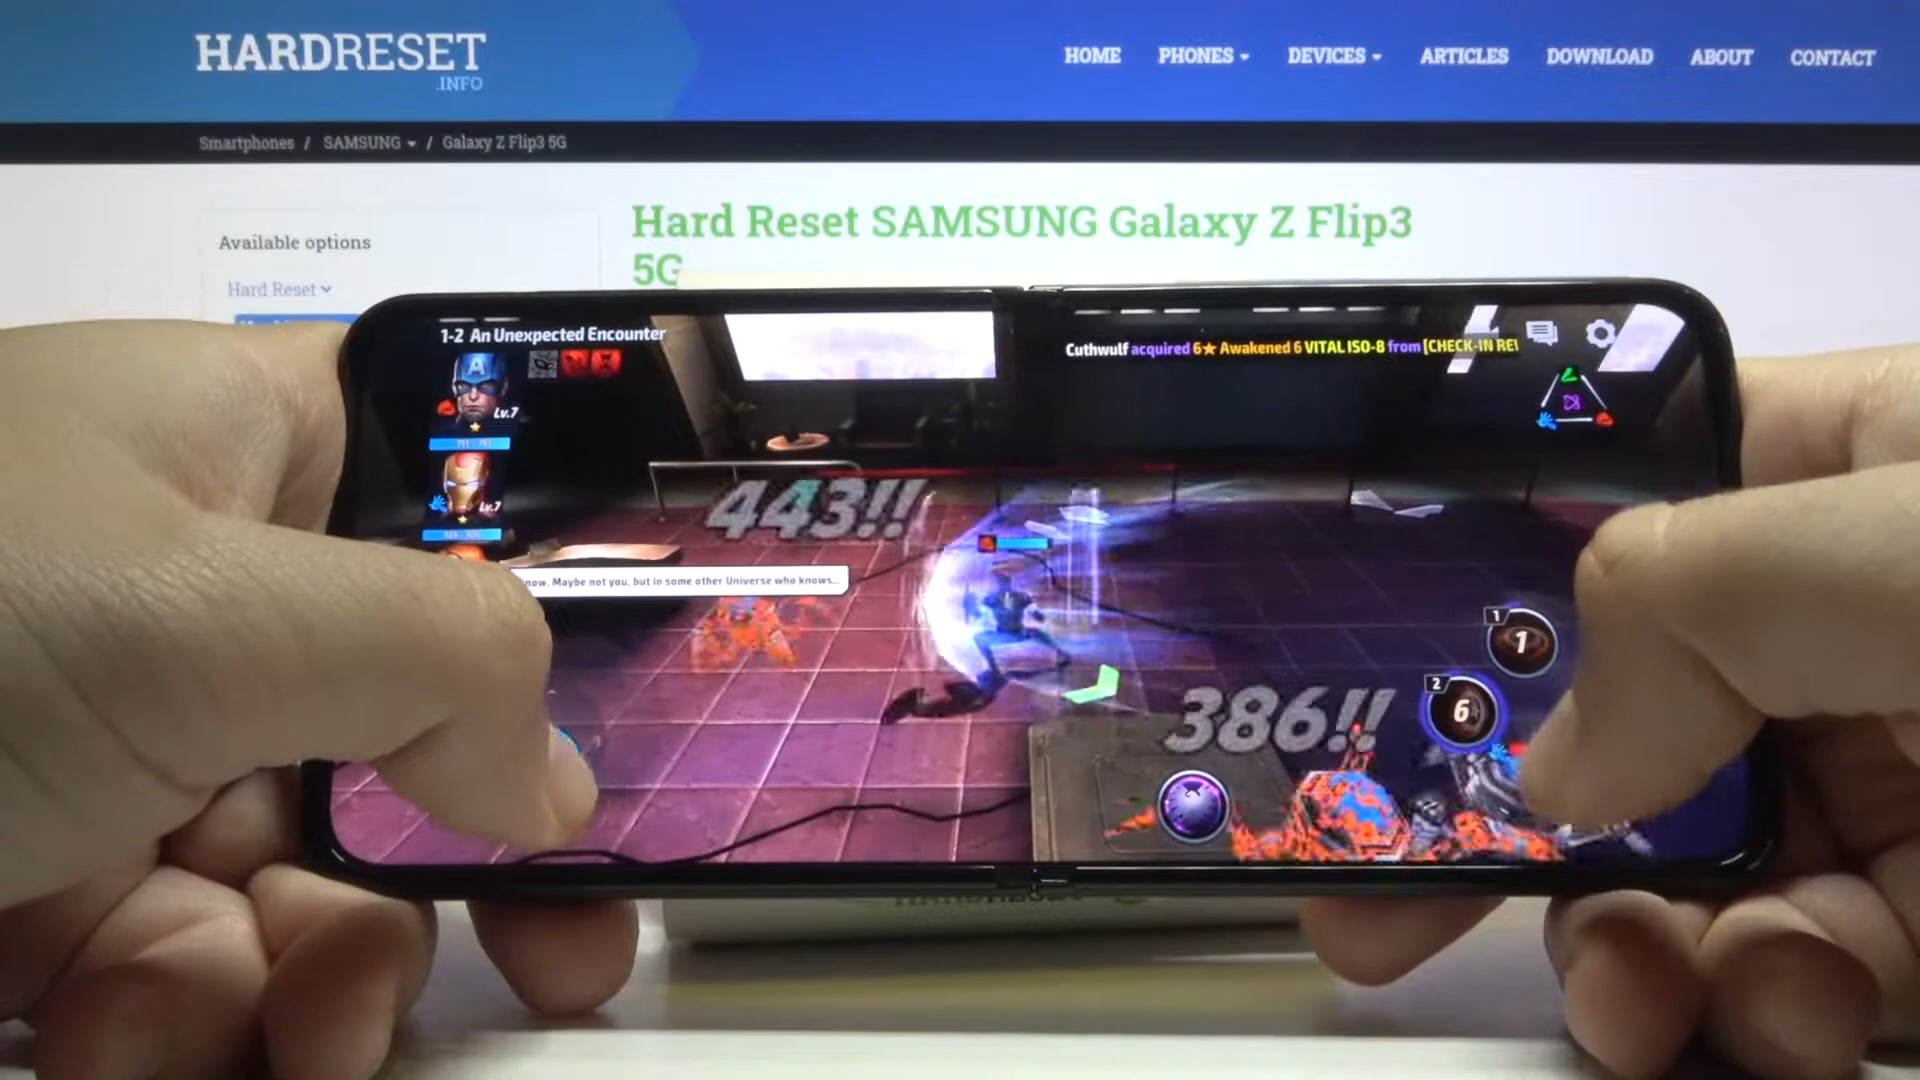 HARDRESET
.INFO
HOME PHONES DEVICES ARTICLES DOWNLOAD ABOUT CONTACT
Smartphones / SAMSUNG / Galaxy Z Flip3 5G
Available options
Hard Reset
Hard Reset SAMSUNG Galaxy Z Flip3
5G
1-2 An Unexpected Encounter
Cuthwulf acquired 6★ Awakened 6 VITAL ISO-8 from [CHECK-IN RE
A
Lv.7
Lv.7
443!!
now. Maybe not you, but in some other Universe who knows...
1
1
2
6
386!!